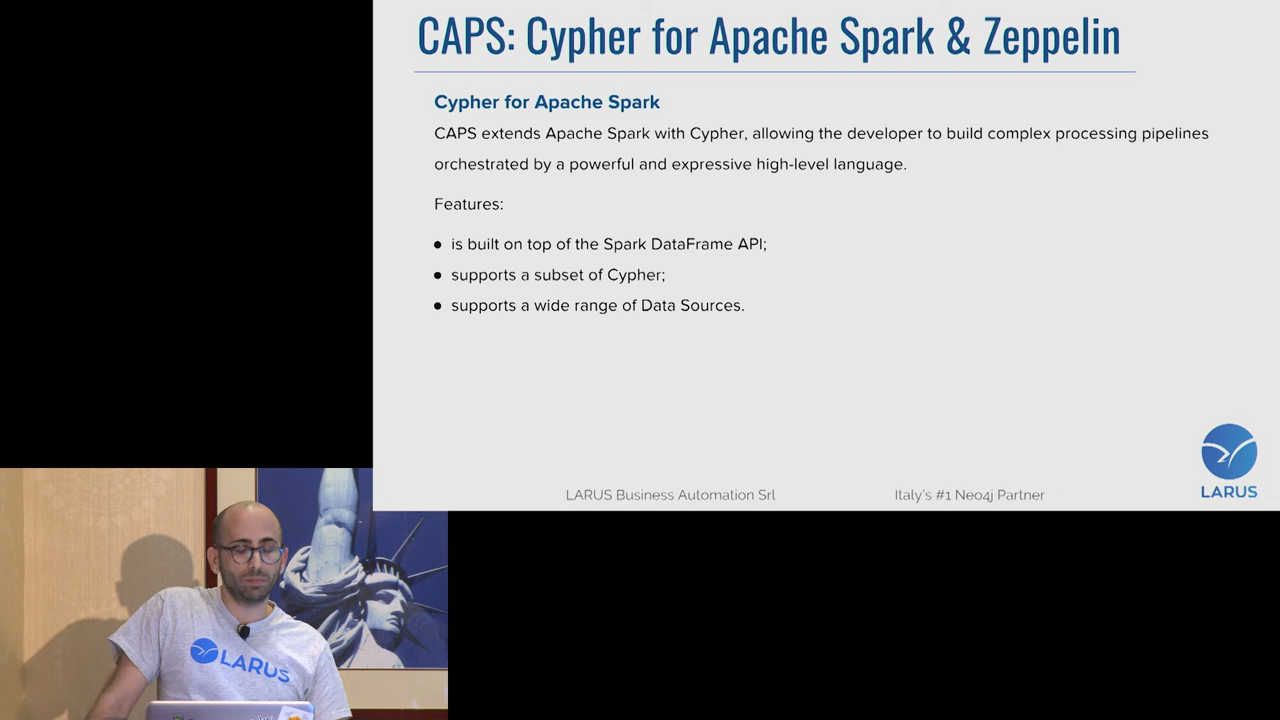 CAPS: Cypher for Apache Spark & Zeppelin
Cypher for Apache Spark
CAPS extends Apache Spark with Cypher, allowing the developer to build complex processing pipelines
orchestrated by a powerful and expressive high-level language.
Features:
● is built on top of the Spark DataFrame API;
● supports a subset of Cypher;
● supports a wide range of Data Sources.
LARUS Business Automation Srl
Italy's #1 Neo4j Partner
LARUS
LARUS